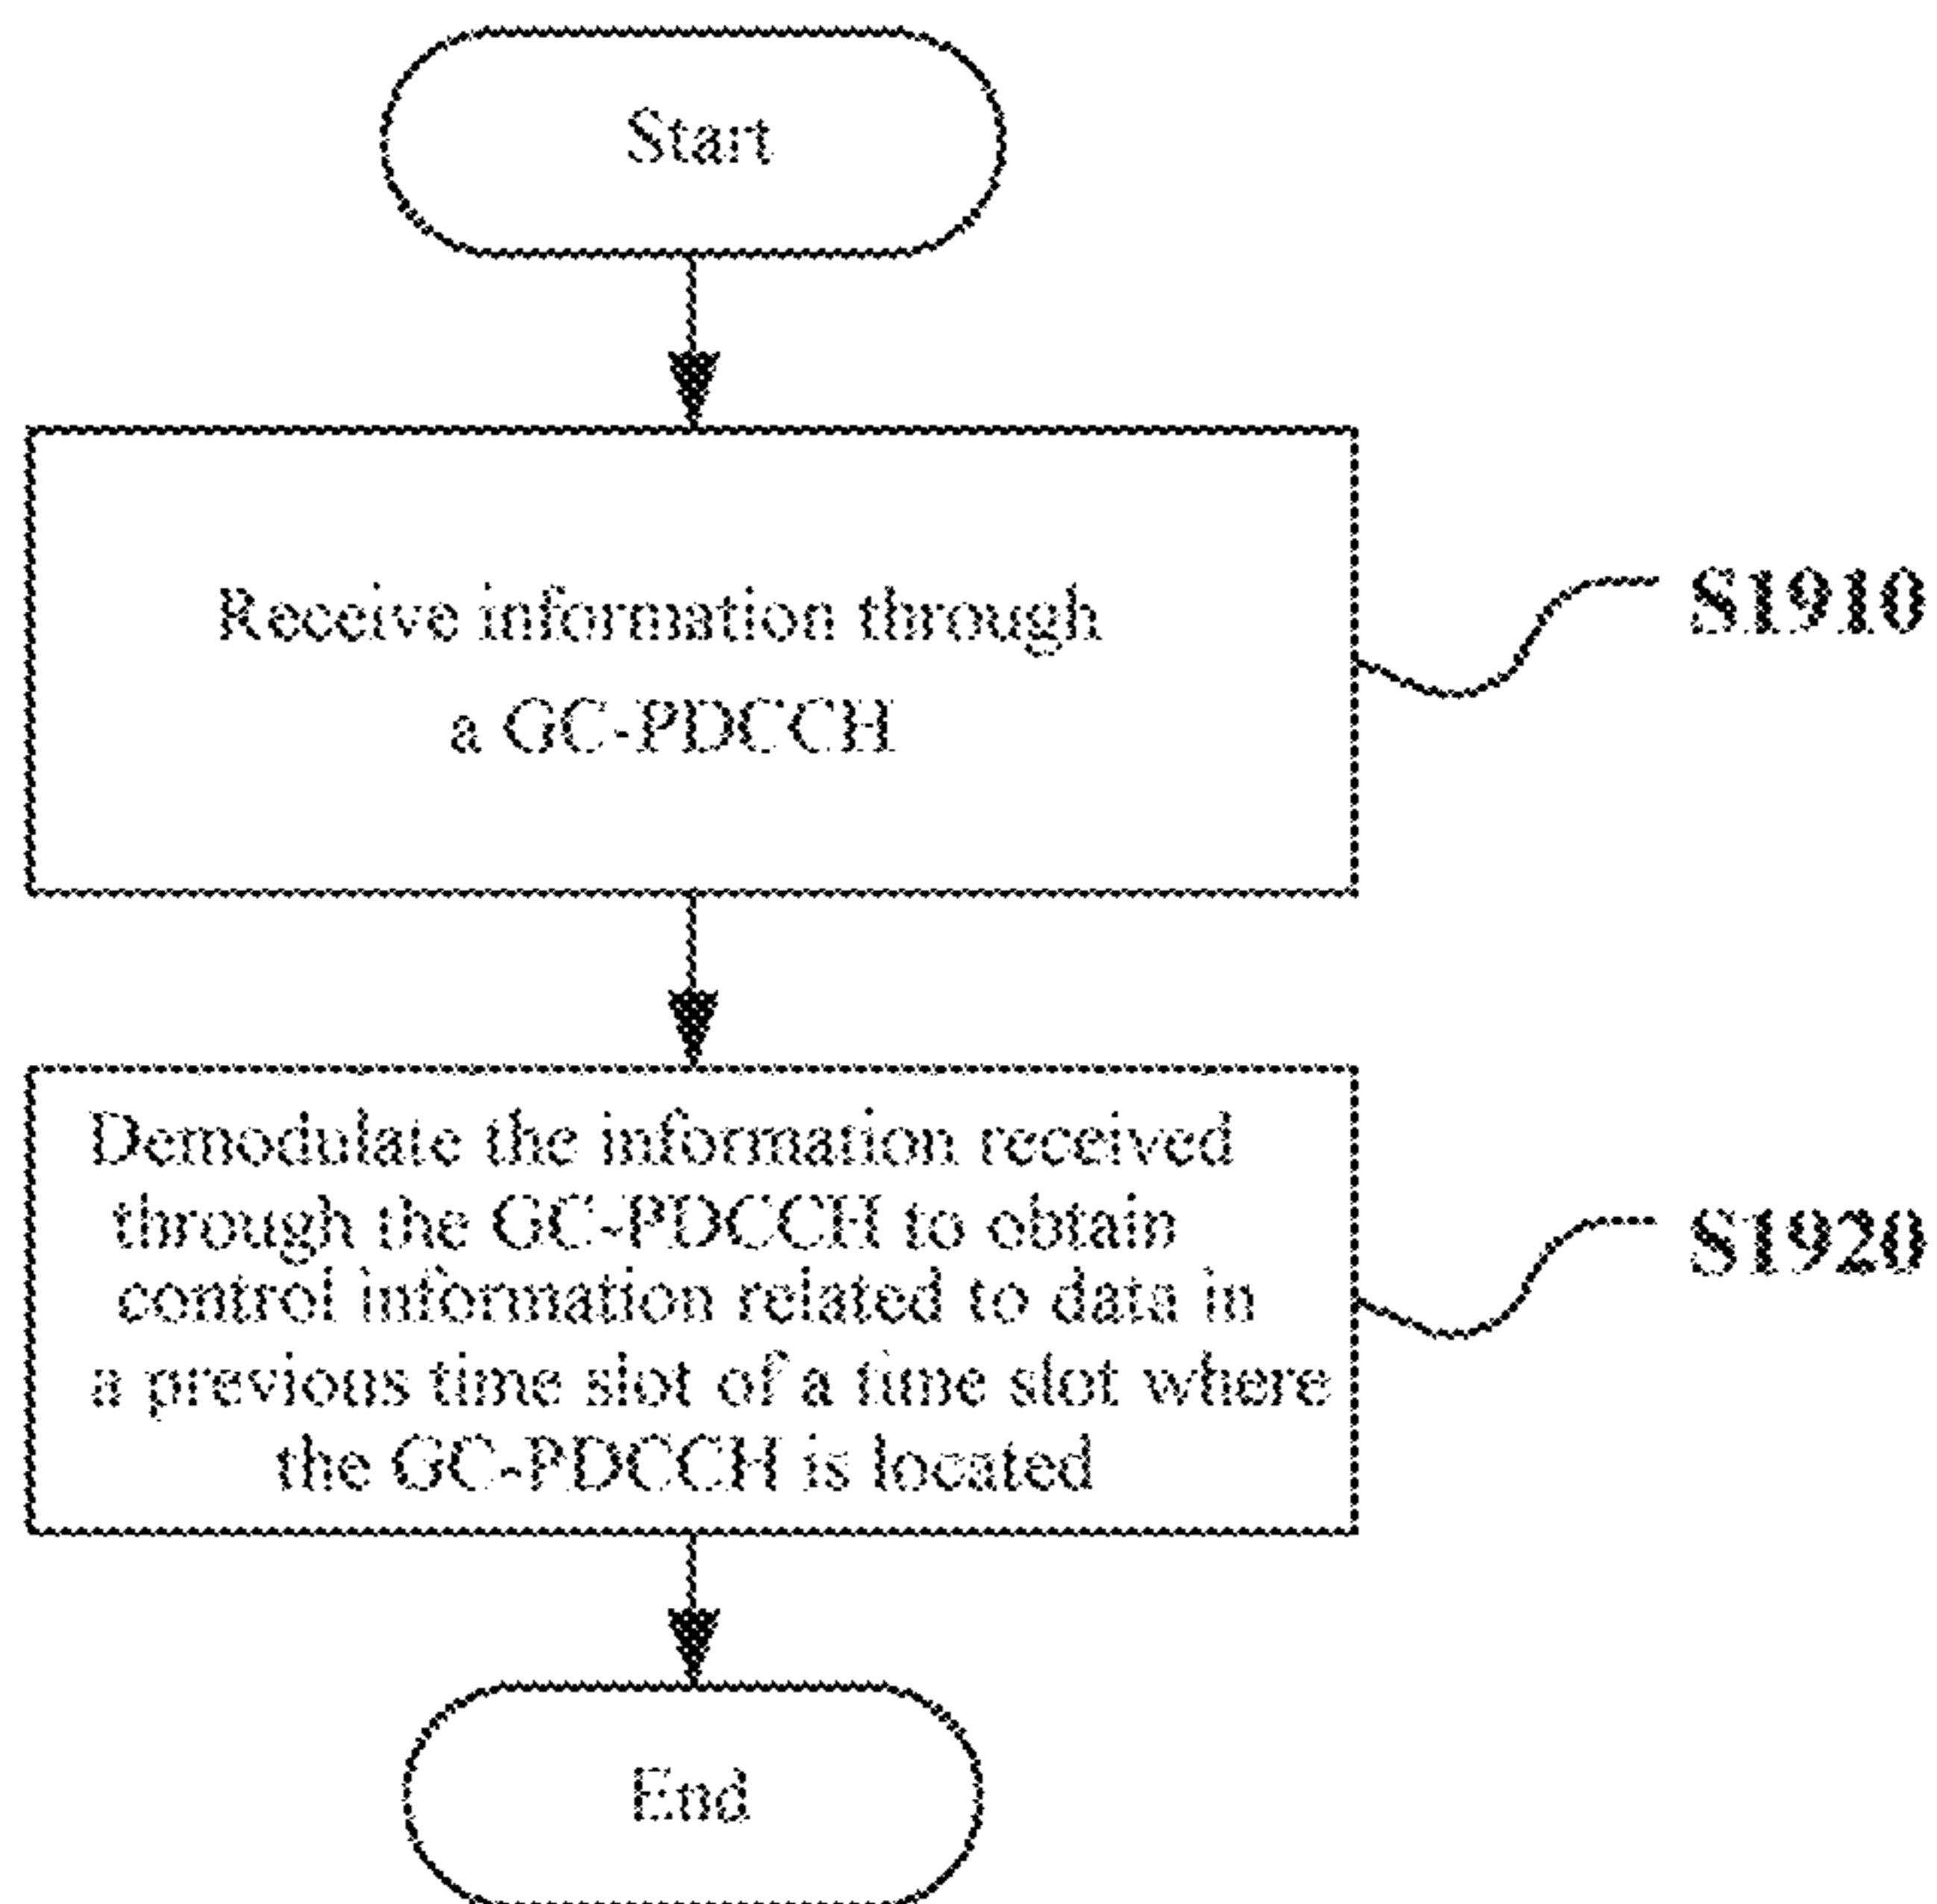 Start
Receive information through
a GC-PDCCH
S1910
Demodulate the information received
through the GC-PDCCH to obtain
control information related to data in
a previous time slot of a time slot where
the GC-PDCCH is located
S1920
End